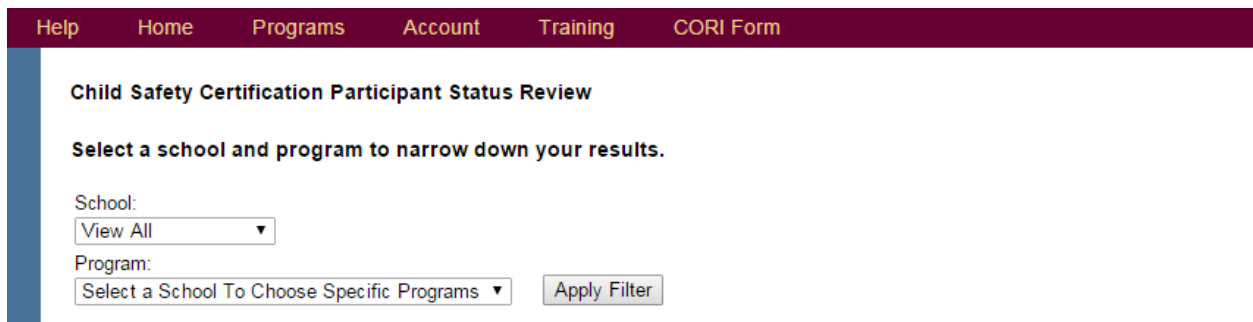 Help Home Programs Account Training CORI Form
Child Safety Certification Participant Status Review
Select a school and program to narrow down your results.
School:
View All
Program:
Select a School To Choose Specific Programs Apply Filter